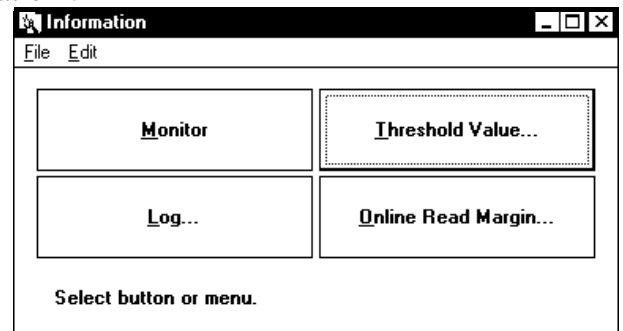 Information
File Edit
Monitor Threshold Value...
Log... Online Read Margin...
Select button or menu.